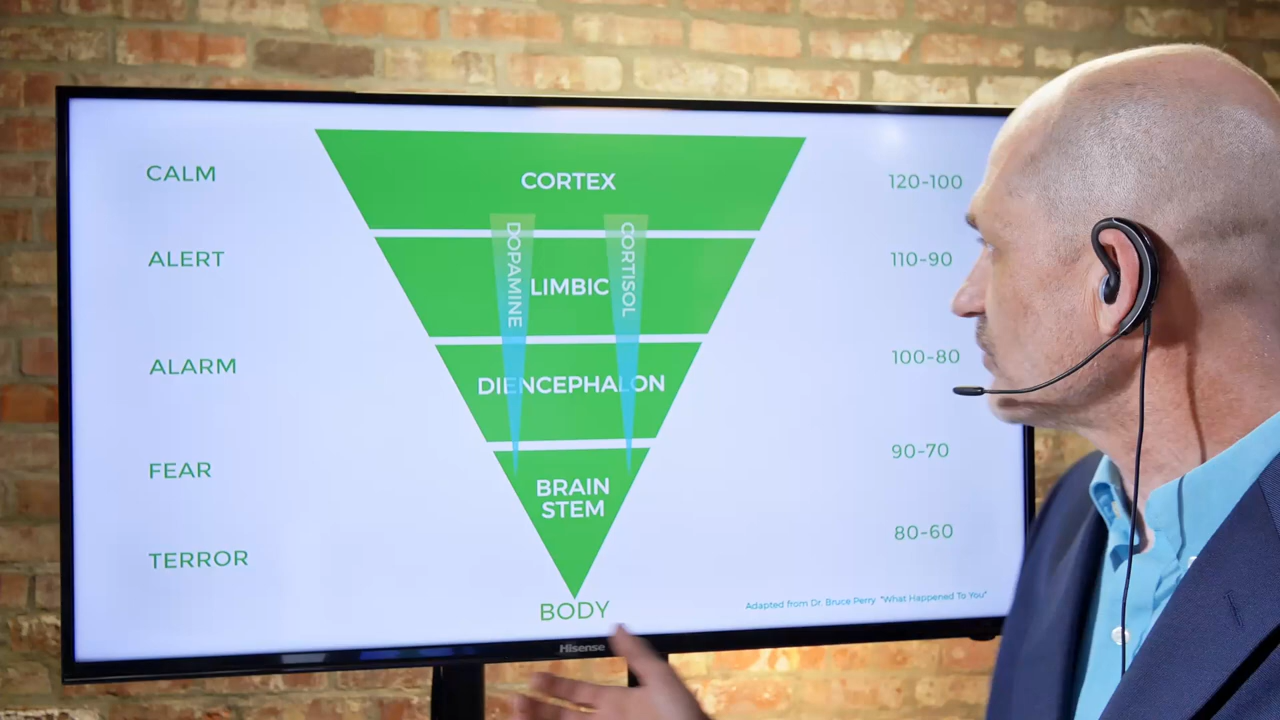 CALM
CORTEX
120-100
DOPAMINE
CORTISOL
ALERT
LIMBIC
110-90
ALARM
DIENCEPHALON
100-80
FEAR
BRAIN
STEM
90-70
TERROR
80-60
BODY
Adapted from Dr. Bruce Perry "What Happened To You"
Hisense